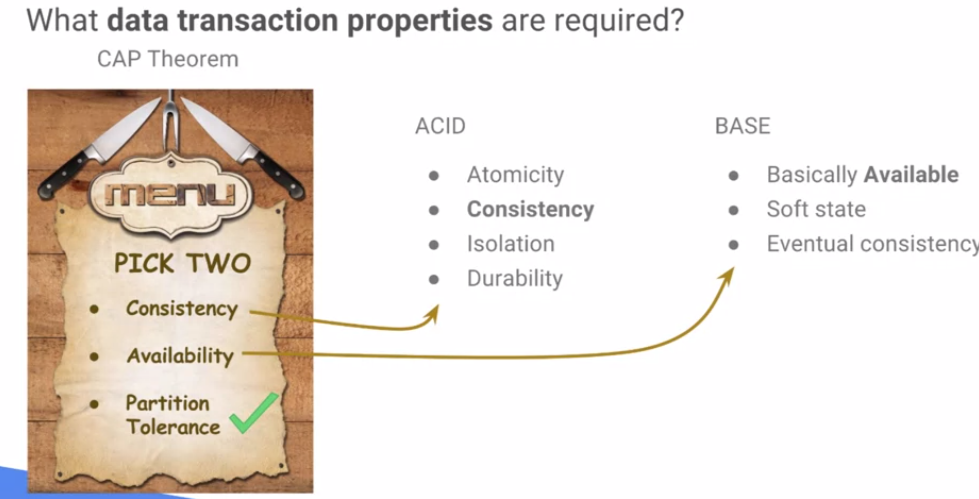 What data transaction properties are required?
CAP Theorem
menu
PICK TWO
• Consistency
• Availability
• Partition
Tolerance
ACID
• Atomicity
• Consistency
• Isolation
• Durability
BASE
• Basically Available
• Soft state
• Eventual consistency